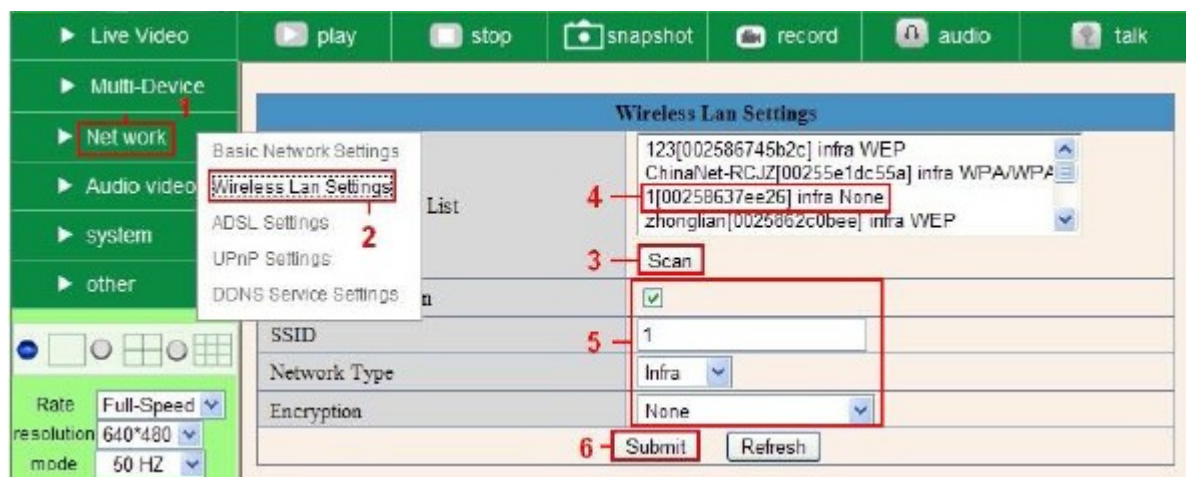 Live Video
play
stop
snapshot
record
audio
talk
Multi-Device
1
Net work
Audio video
system
other
Basic Network Settings
Wireless Lan Settings
2
ADSL Settings
UPnP Settings
DDNS Service Settings
Wireless Lan Settings
List
123[002586745b2c] infra WEP
ChinaNet-RCJZ[00255e1dc55a] infra WPA/WPA
4
1[00258637ee26] infra None
zhonglian[0025862c0bee] infra WEP
3
Scan
n
5
SSID
1
Network Type
Infra
Encryption
None
6
Submit
Refresh
Rate
Full-Speed
resolution
640*480
mode
50 HZ